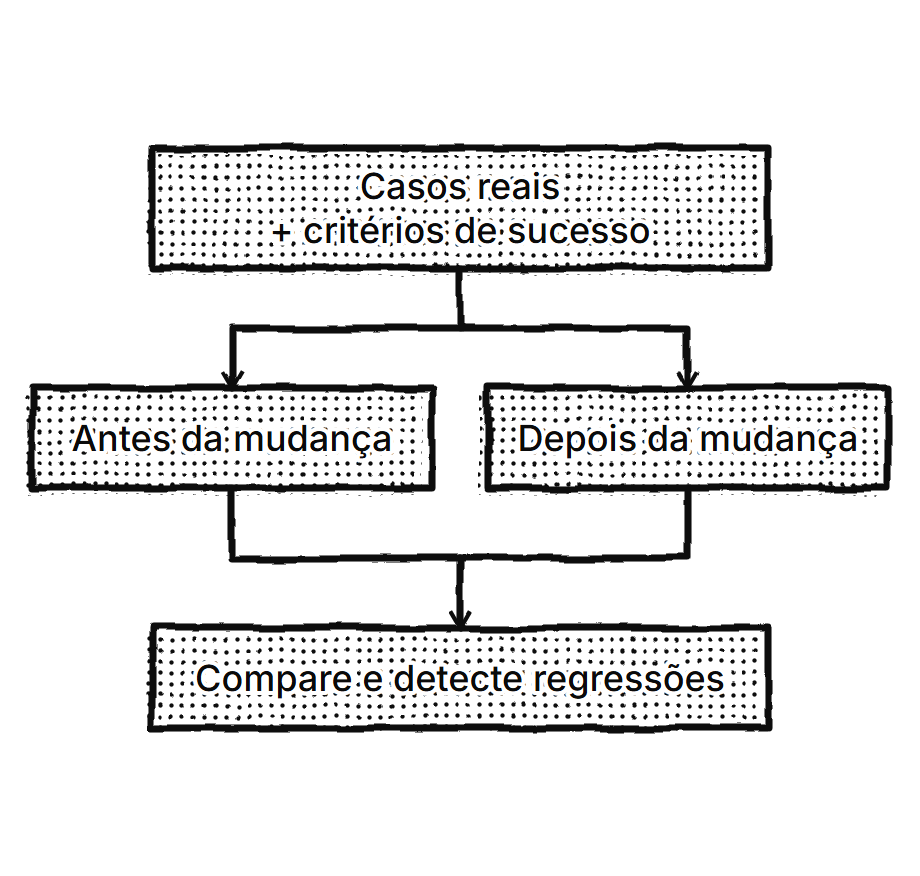 Casos reais
+ critérios de sucesso
Antes da mudança
Depois da mudança
Compare e detecte regressões